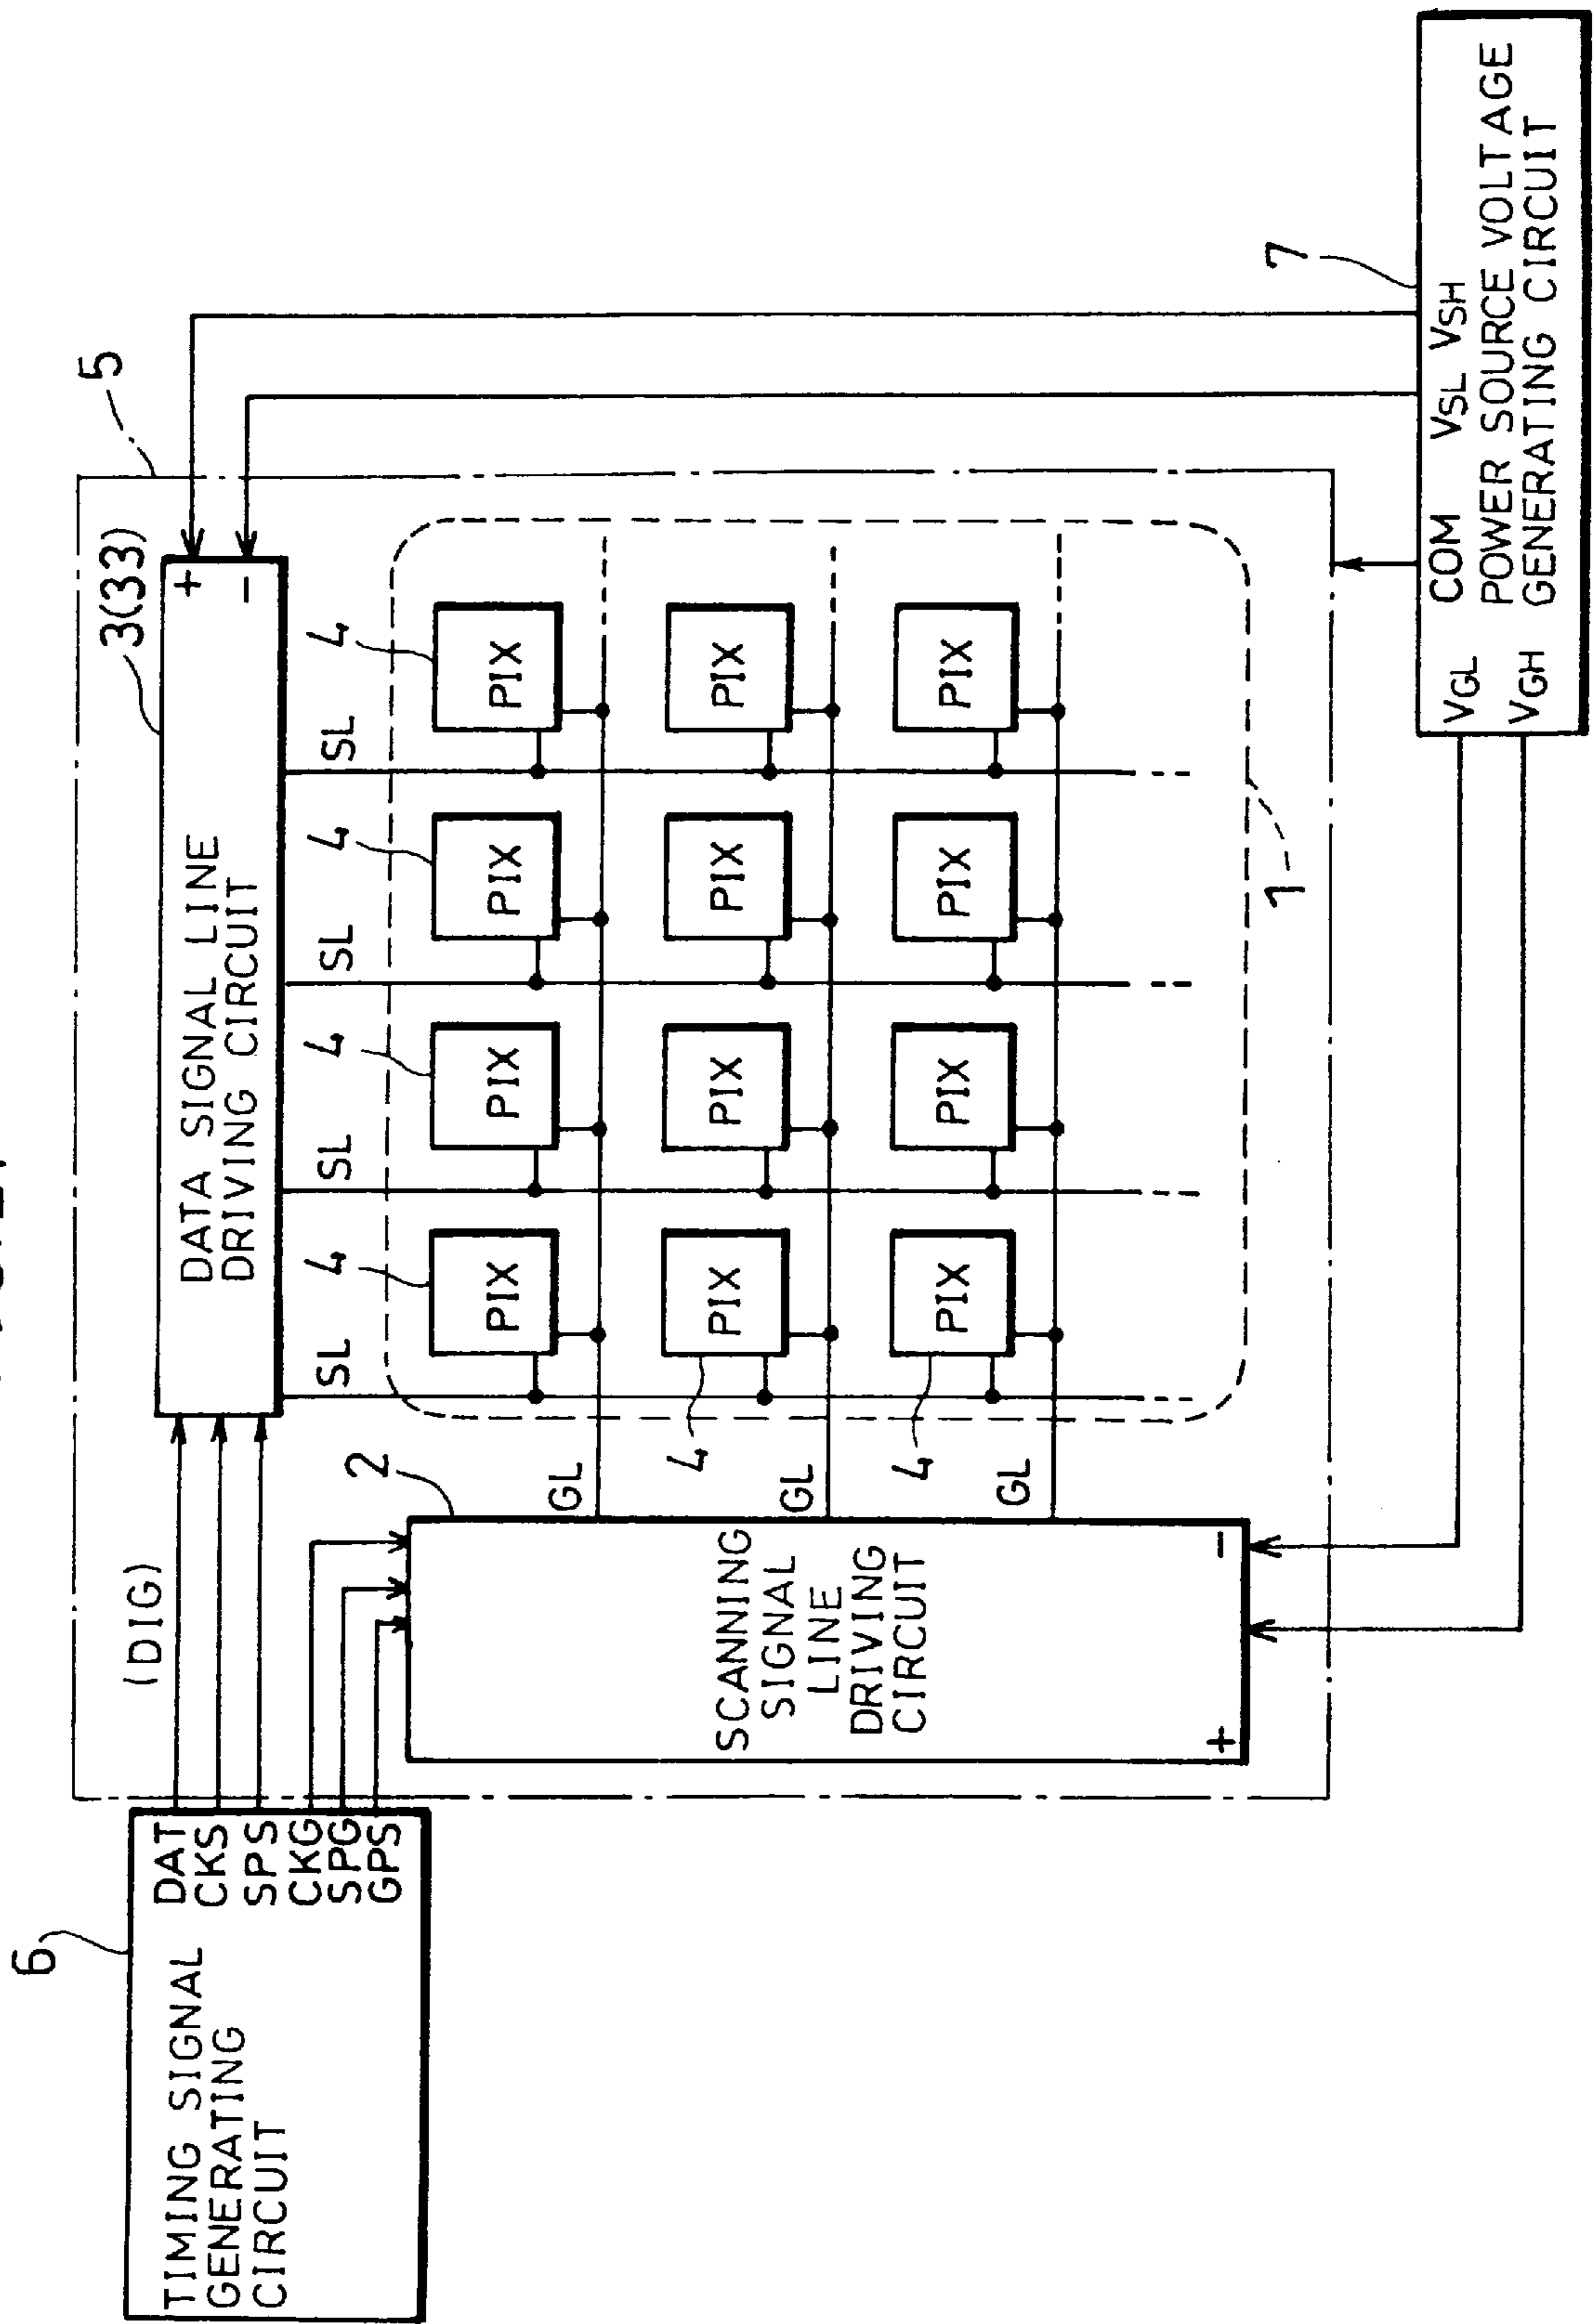 6
TIMING SIGNAL
GENERATING
CIRCUIT
DAT
CKS
SPS
CKG
SPG
GPS
(DIG)
3(33)
5
DATA SIGNAL LINE
DRIVING CIRCUIT
+
-
SL
4
SL
4
SL
4
SL
4
2
SCANNING
SIGNAL
LINE
DRIVING
CIRCUIT
+
-
GL
PIX
PIX
PIX
PIX
4
GL
PIX
PIX
PIX
PIX
4
GL
PIX
PIX
PIX
PIX
1
7
VGL
VGH
COM
VSL
VSH
POWER SOURCE VOLTAGE
GENERATING CIRCUIT